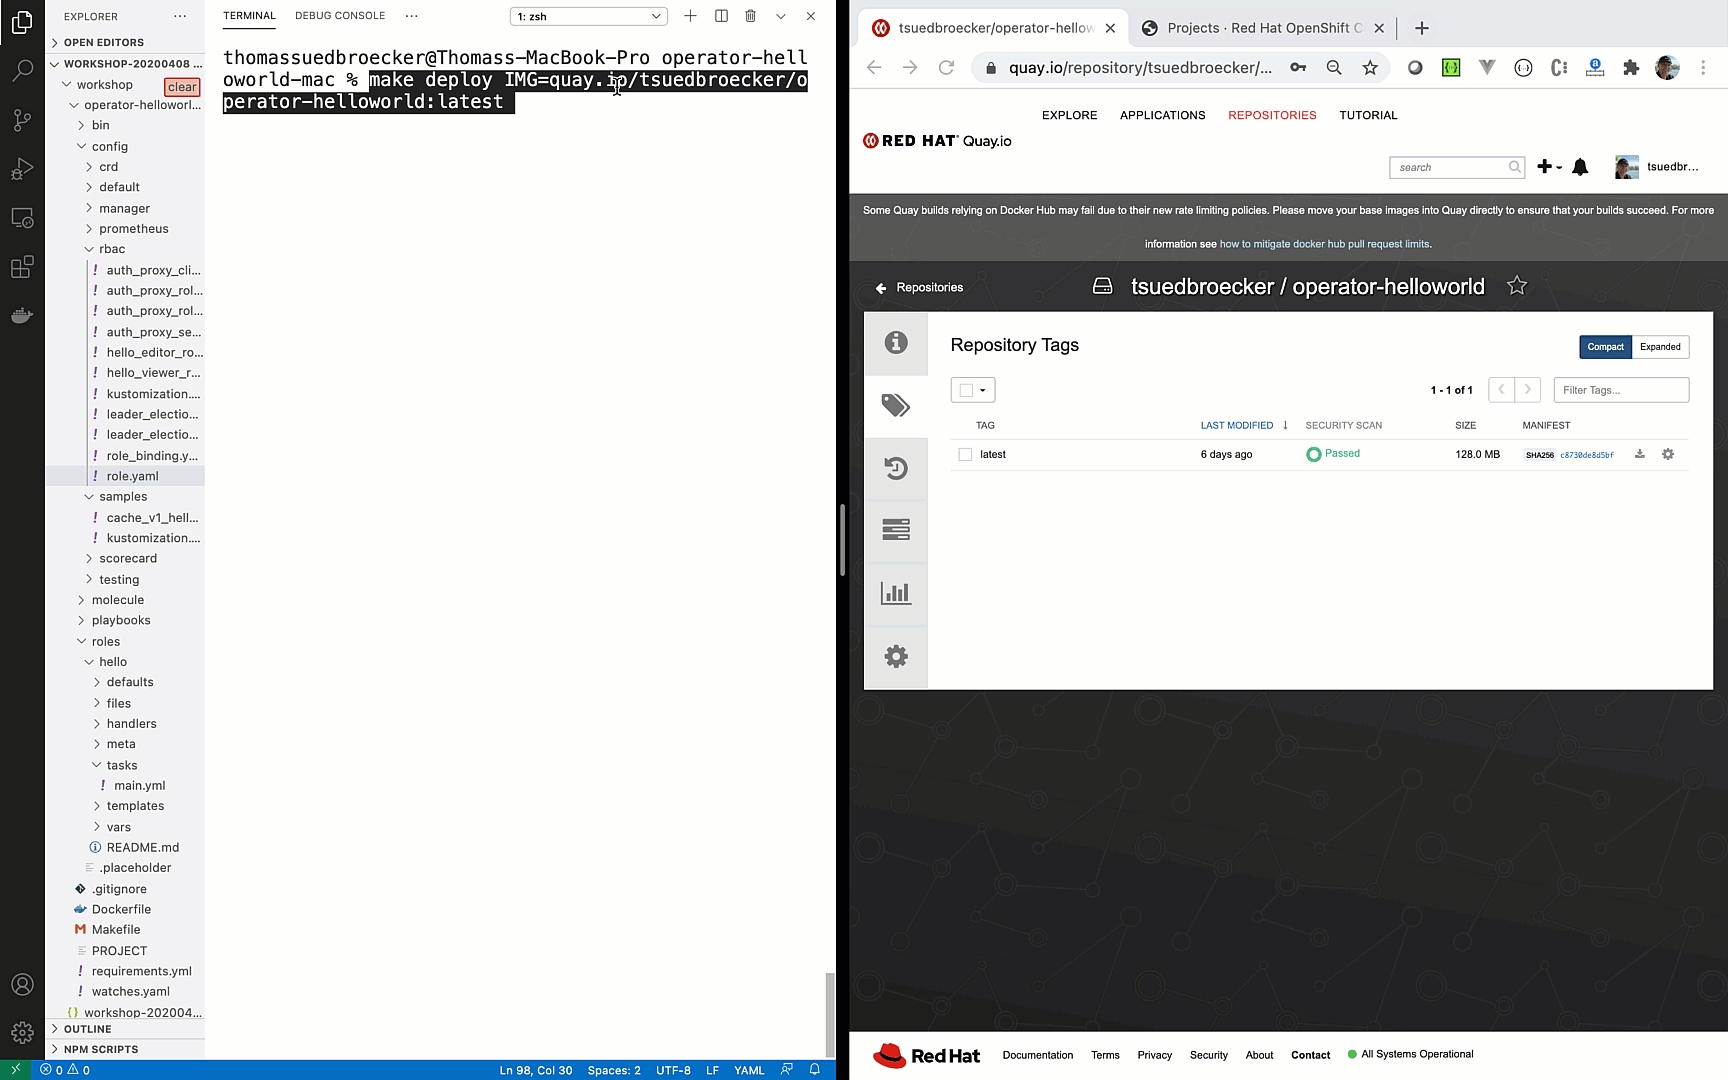 EXPLORER
OPEN EDITORS
WORKSHOP-20200408 ...
workshop
clear
operator-helloworl...
bin
config
crd
default
manager
prometheus
rbac
auth_proxy_cli...
auth_proxy_rol...
auth_proxy_rol...
auth_proxy_se...
hello_editor_ro...
hello_viewer_r...
kustomization....
leader_electio...
leader_electio...
role_binding.y...
role.yaml
samples
cache_v1_hell...
kustomization....
scorecard
testing
molecule
playbooks
roles
hello
defaults
files
handlers
meta
tasks
main.yml
templates
vars
README.md
.placeholder
.gitignore
Dockerfile
Makefile
PROJECT
requirements.yml
watches.yaml
workshop-202004...
OUTLINE
NPM SCRIPTS
TERMINAL
DEBUG CONSOLE
1: zsh
thomassuedbroecker@Thomass-MacBook-Pro operator-hell
oworld-mac % make deploy IMG=quay.io/tsuedbroecker/o
perator-helloworld:latest
0 0
Ln 98, Col 30
Spaces: 2
UTF-8
LF
YAML
tsuedbroecker/operator-hellow
Projects · Red Hat OpenShift C
quay.io/repository/tsuedbroecker/...
EXPLORE
APPLICATIONS
REPOSITORIES
TUTORIAL
RED HAT Quay.io
search
tsuedbr...
Some Quay builds relying on Docker Hub may fail due to their new rate limiting policies. Please move your base images into Quay directly to ensure that your builds succeed. For more
information see how to mitigate docker hub pull request limits.
Repositories
tsuedbroecker / operator-helloworld
Repository Tags
Compact
Expanded
1 - 1 of 1
Filter Tags...
TAG
LAST MODIFIED
SECURITY SCAN
SIZE
MANIFEST
latest
6 days ago
Passed
128.0 MB
SHA256 c8730de8d5bf
Red Hat
Documentation
Terms
Privacy
Security
About
Contact
All Systems Operational